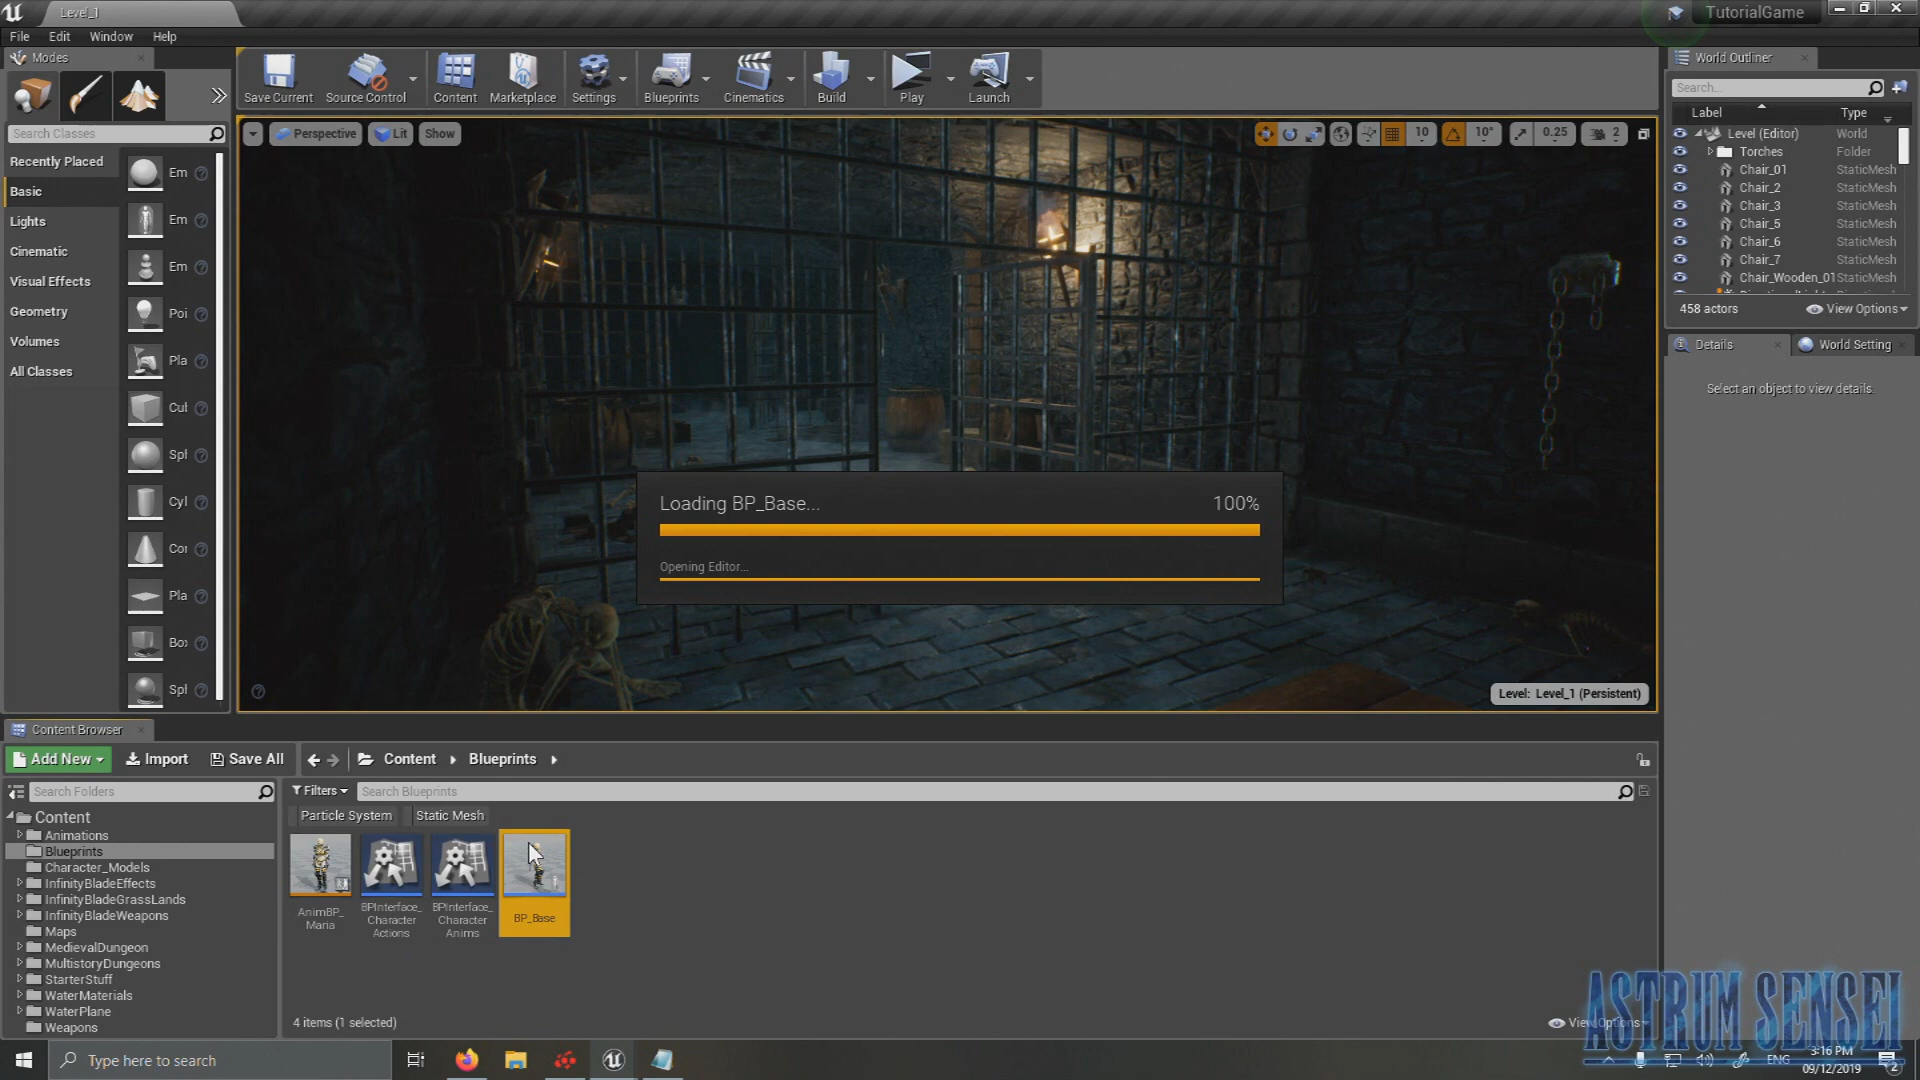 Level_1
TutorialGame
File Edit Window Help
Modes
World Outliner
Save Current
Source Control
Content
Marketplace
Settings
Blueprints
Cinematics
Build
Play
Launch
Search Classes
Recently Placed
Basic
Lights
Cinematic
Visual Effects
Geometry
Volumes
All Classes
Em
Em
Em
Poi
Pla
Cul
Spl
Cyl
Coi
Pla
Box
Spl
Perspective
Lit
Show
10
10°
0.25
2
Search...
Label Type
Level (Editor) World
Torches Folder
Chair_01 StaticMesh
Chair_2 StaticMesh
Chair_3 StaticMesh
Chair_5 StaticMesh
Chair_6 StaticMesh
Chair_7 StaticMesh
Chair_Wooden_01 StaticMesh
458 actors
View Options
Details
World Setting
Select an object to view details.
Loading BP_Base... 100%
Opening Editor...
Level: Level_1 (Persistent)
Content Browser
Add New
Import
Save All
Content
Blueprints
Search Folders
Filters
Search Blueprints
Particle System
Static Mesh
Content
Animations
Blueprints
Character_Models
InfinityBladeEffects
InfinityBladeGrassLands
InfinityBladeWeapons
Maps
MedievalDungeon
MultistoryDungeons
StarterStuff
WaterMaterials
WaterPlane
Weapons
AnimBP_
Maria
BPInterface_
Character
Actions
BPInterface_
Character
Anims
BP_Base
4 items (1 selected)
View Options
ASTRUM SENSEI
Type here to search
ENG
3:16 PM
09/12/2019
2